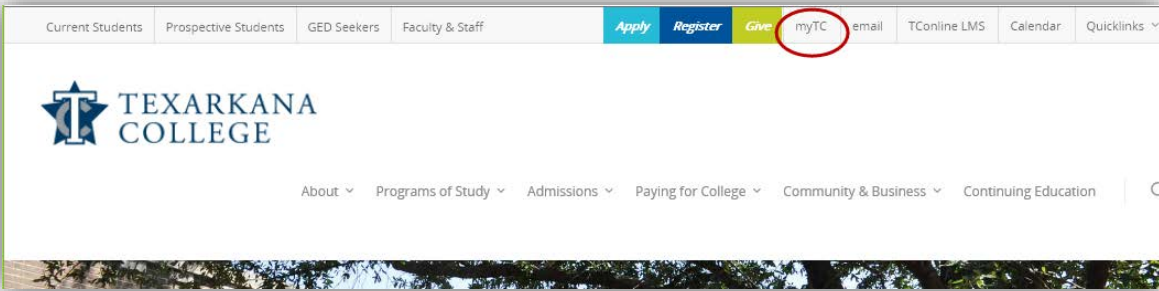 Current Students Prospective Students GED Seekers Faculty & Staff Apply Register Give myTC email TConline LMS Calendar Quicklinks
TEXARKANA
COLLEGE
About Programs of Study Admissions Paying for College Community & Business Continuing Education